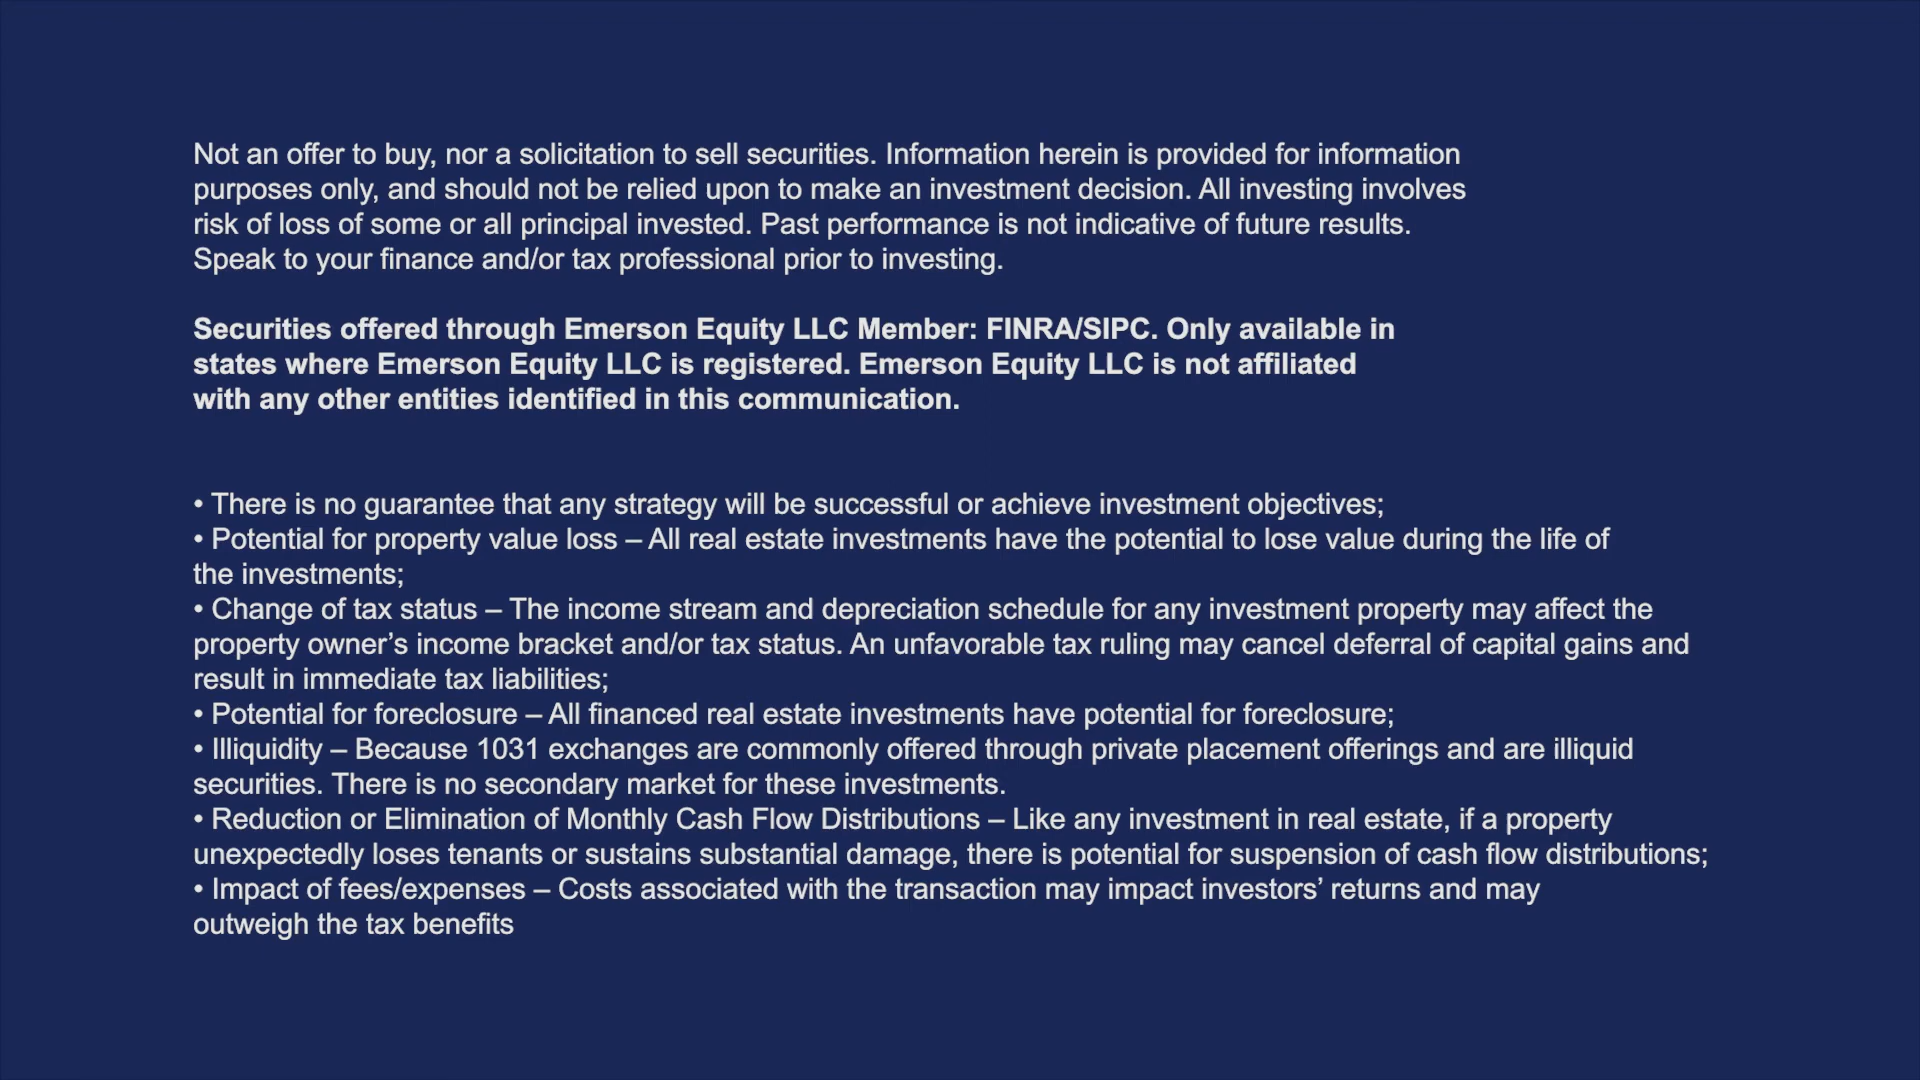 Not an offer to buy, nor a solicitation to sell securities. Information herein is provided for information
purposes only, and should not be relied upon to make an investment decision. All investing involves
risk of loss of some or all principal invested. Past performance is not indicative of future results.
Speak to your finance and/or tax professional prior to investing.
Securities offered through Emerson Equity LLC Member: FINRA/SIPC. Only available in
states where Emerson Equity LLC is registered. Emerson Equity LLC is not affiliated
with any other entities identified in this communication.
• There is no guarantee that any strategy will be successful or achieve investment objectives;
• Potential for property value loss – All real estate investments have the potential to lose value during the life of
the investments;
• Change of tax status – The income stream and depreciation schedule for any investment property may affect the
property owner’s income bracket and/or tax status. An unfavorable tax ruling may cancel deferral of capital gains and
result in immediate tax liabilities;
• Potential for foreclosure – All financed real estate investments have potential for foreclosure;
• Illiquidity – Because 1031 exchanges are commonly offered through private placement offerings and are illiquid
securities. There is no secondary market for these investments.
• Reduction or Elimination of Monthly Cash Flow Distributions – Like any investment in real estate, if a property
unexpectedly loses tenants or sustains substantial damage, there is potential for suspension of cash flow distributions;
• Impact of fees/expenses – Costs associated with the transaction may impact investors’ returns and may
outweigh the tax benefits